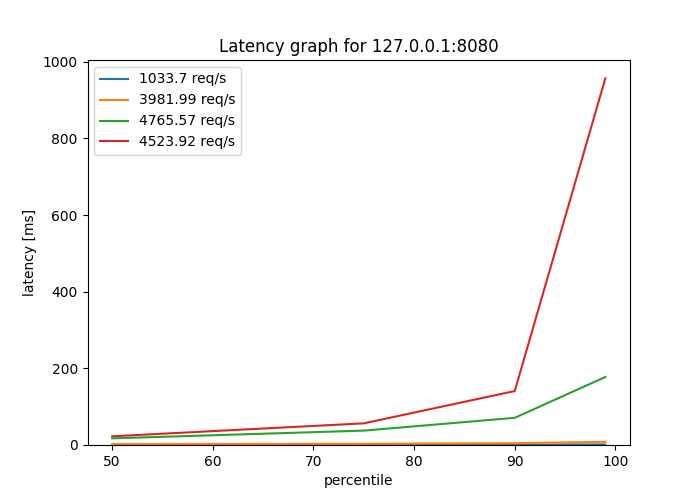 Latency graph for 127.0.0.1:8080
1000
800
600
400
200
0
latency [ms]
1033.7 req/s
3981.99 req/s
4765.57 req/s
4523.92 req/s
50 60 70 80 90 100
percentile